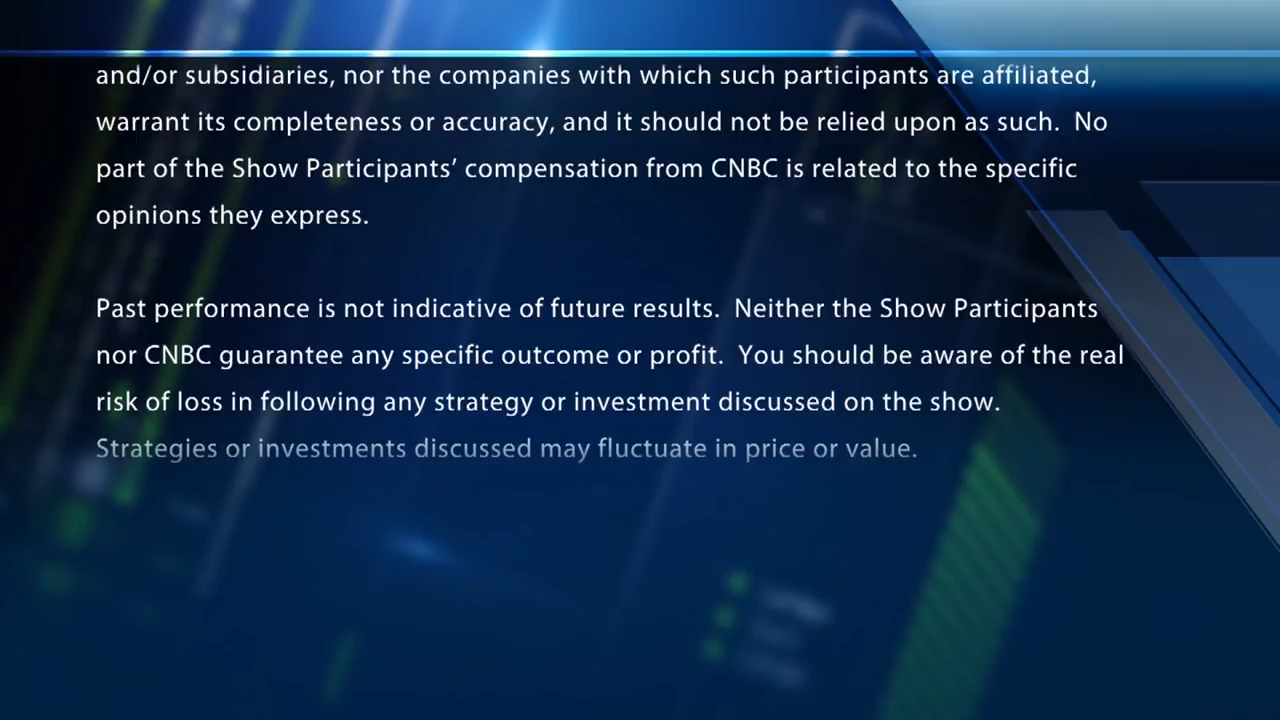 and/or subsidiaries, nor the companies with which such participants are affiliated,
warrant its completeness or accuracy, and it should not be relied upon as such.  No
part of the Show Participants’ compensation from CNBC is related to the specific
opinions they express.
Past performance is not indicative of future results.  Neither the Show Participants
nor CNBC guarantee any specific outcome or profit.  You should be aware of the real
risk of loss in following any strategy or investment discussed on the show.
Strategies or investments discussed may fluctuate in price or value.